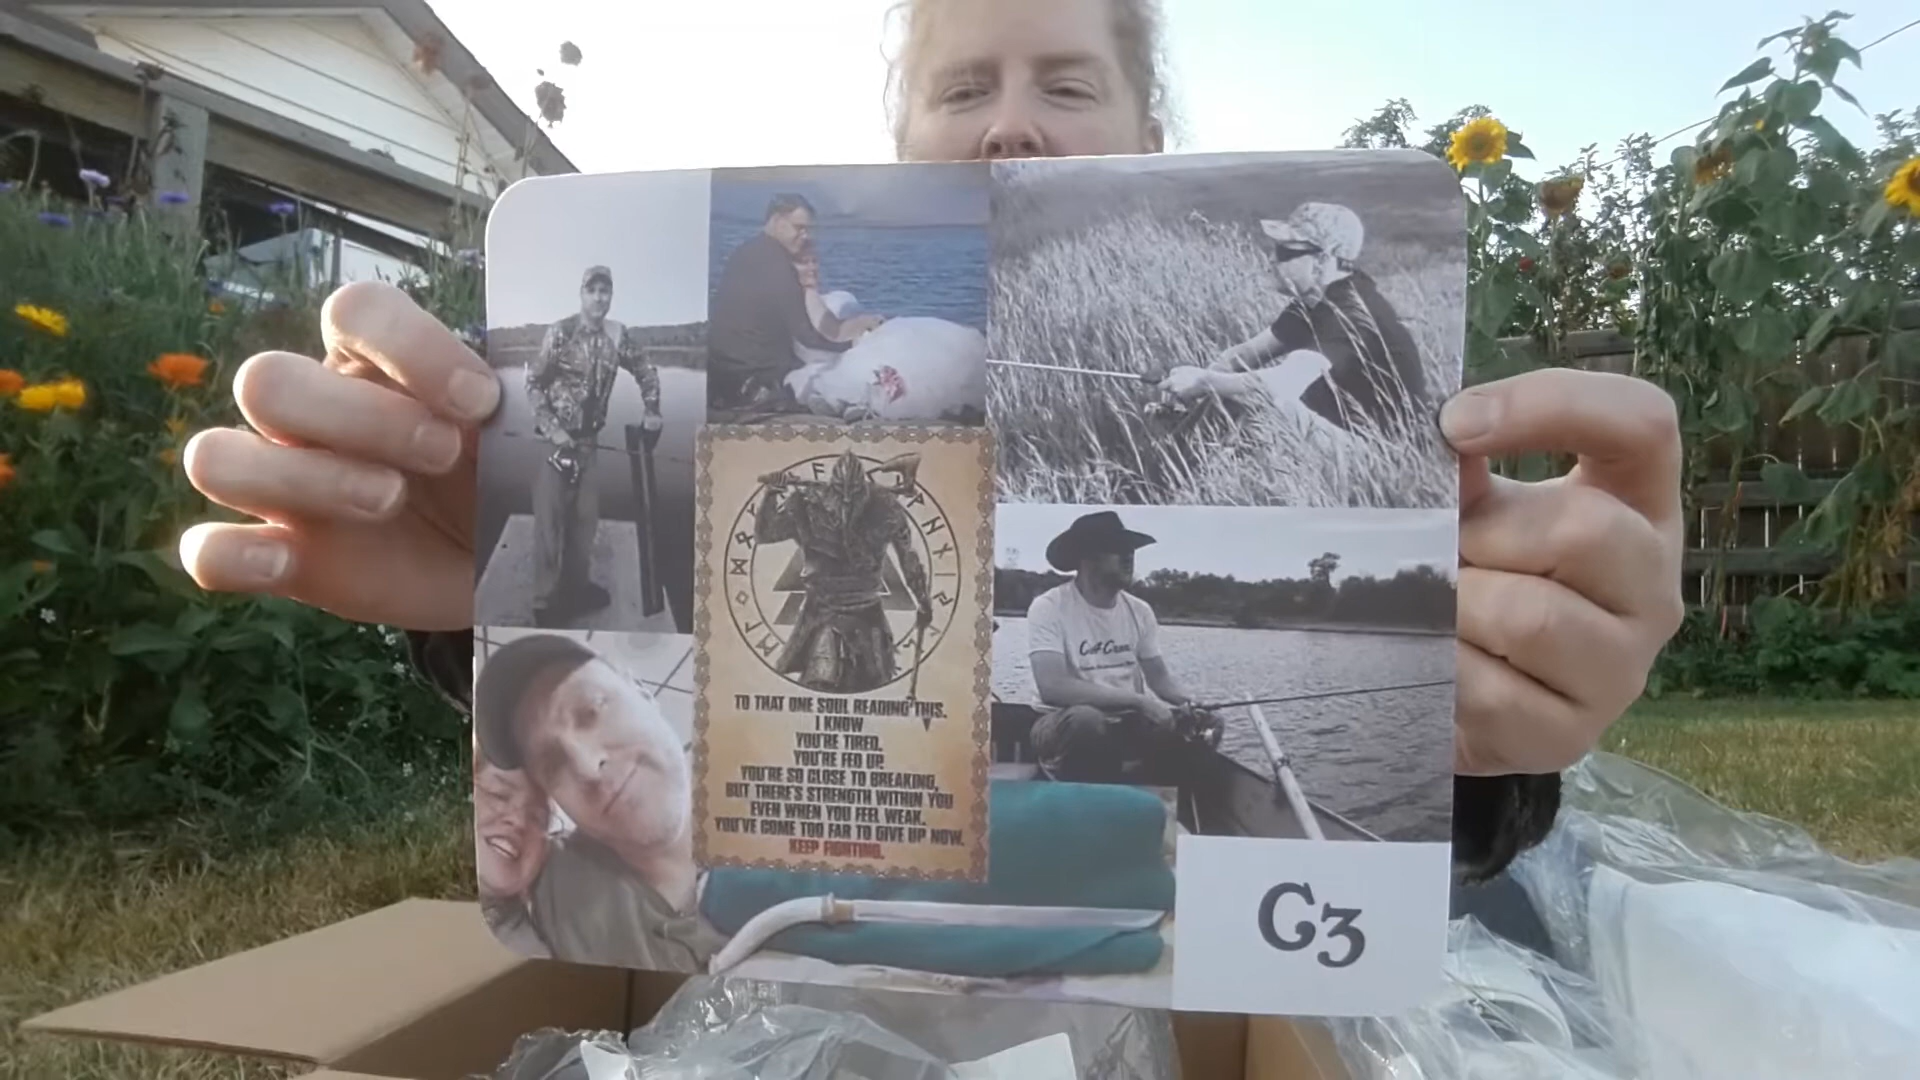 TO THAT ONE SOUL READING THIS.
I KNOW
YOU'RE TIRED.
YOU'RE FED UP.
YOU'RE SO CLOSE TO BREAKING,
BUT THERE'S STRENGTH WITHIN YOU
EVEN WHEN YOU FEEL WEAK.
YOU'VE COME TOO FAR TO GIVE UP NOW.
KEEP FIGHTING.
G3